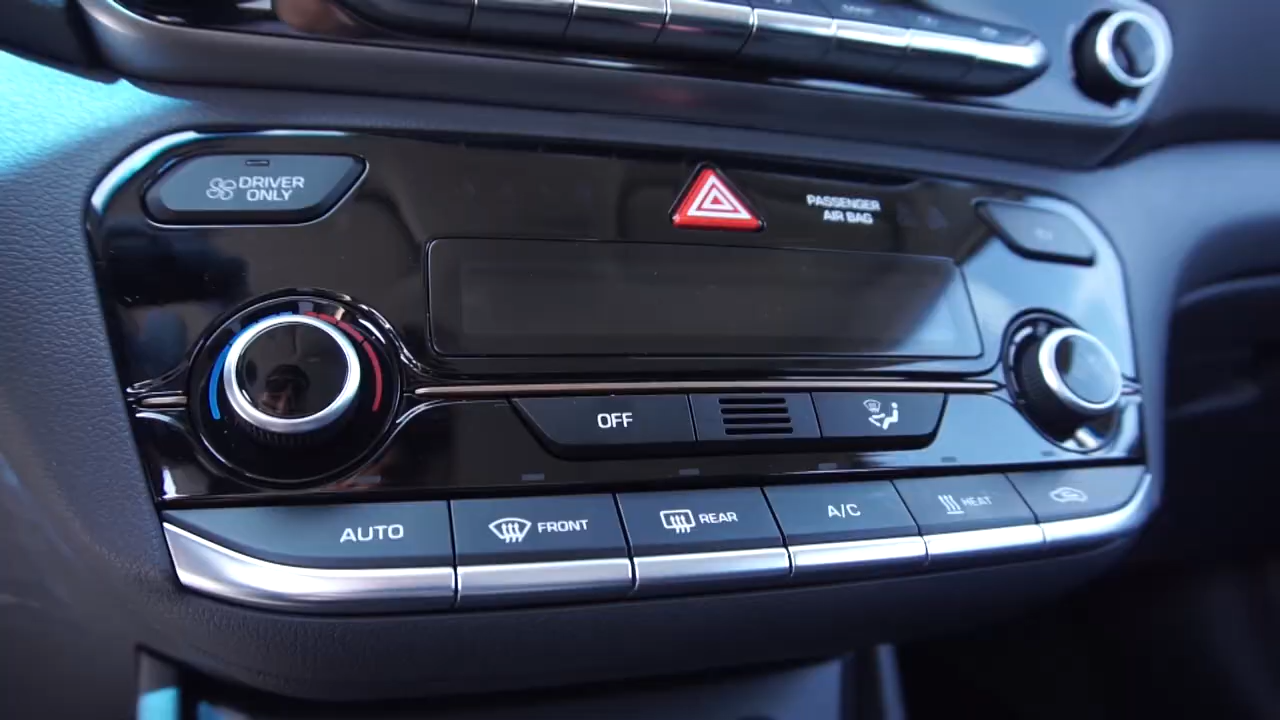 DRIVER
ONLY
PASSENGER
AIR BAG
OFF
AUTO
FRONT
REAR
A/C
HEAT